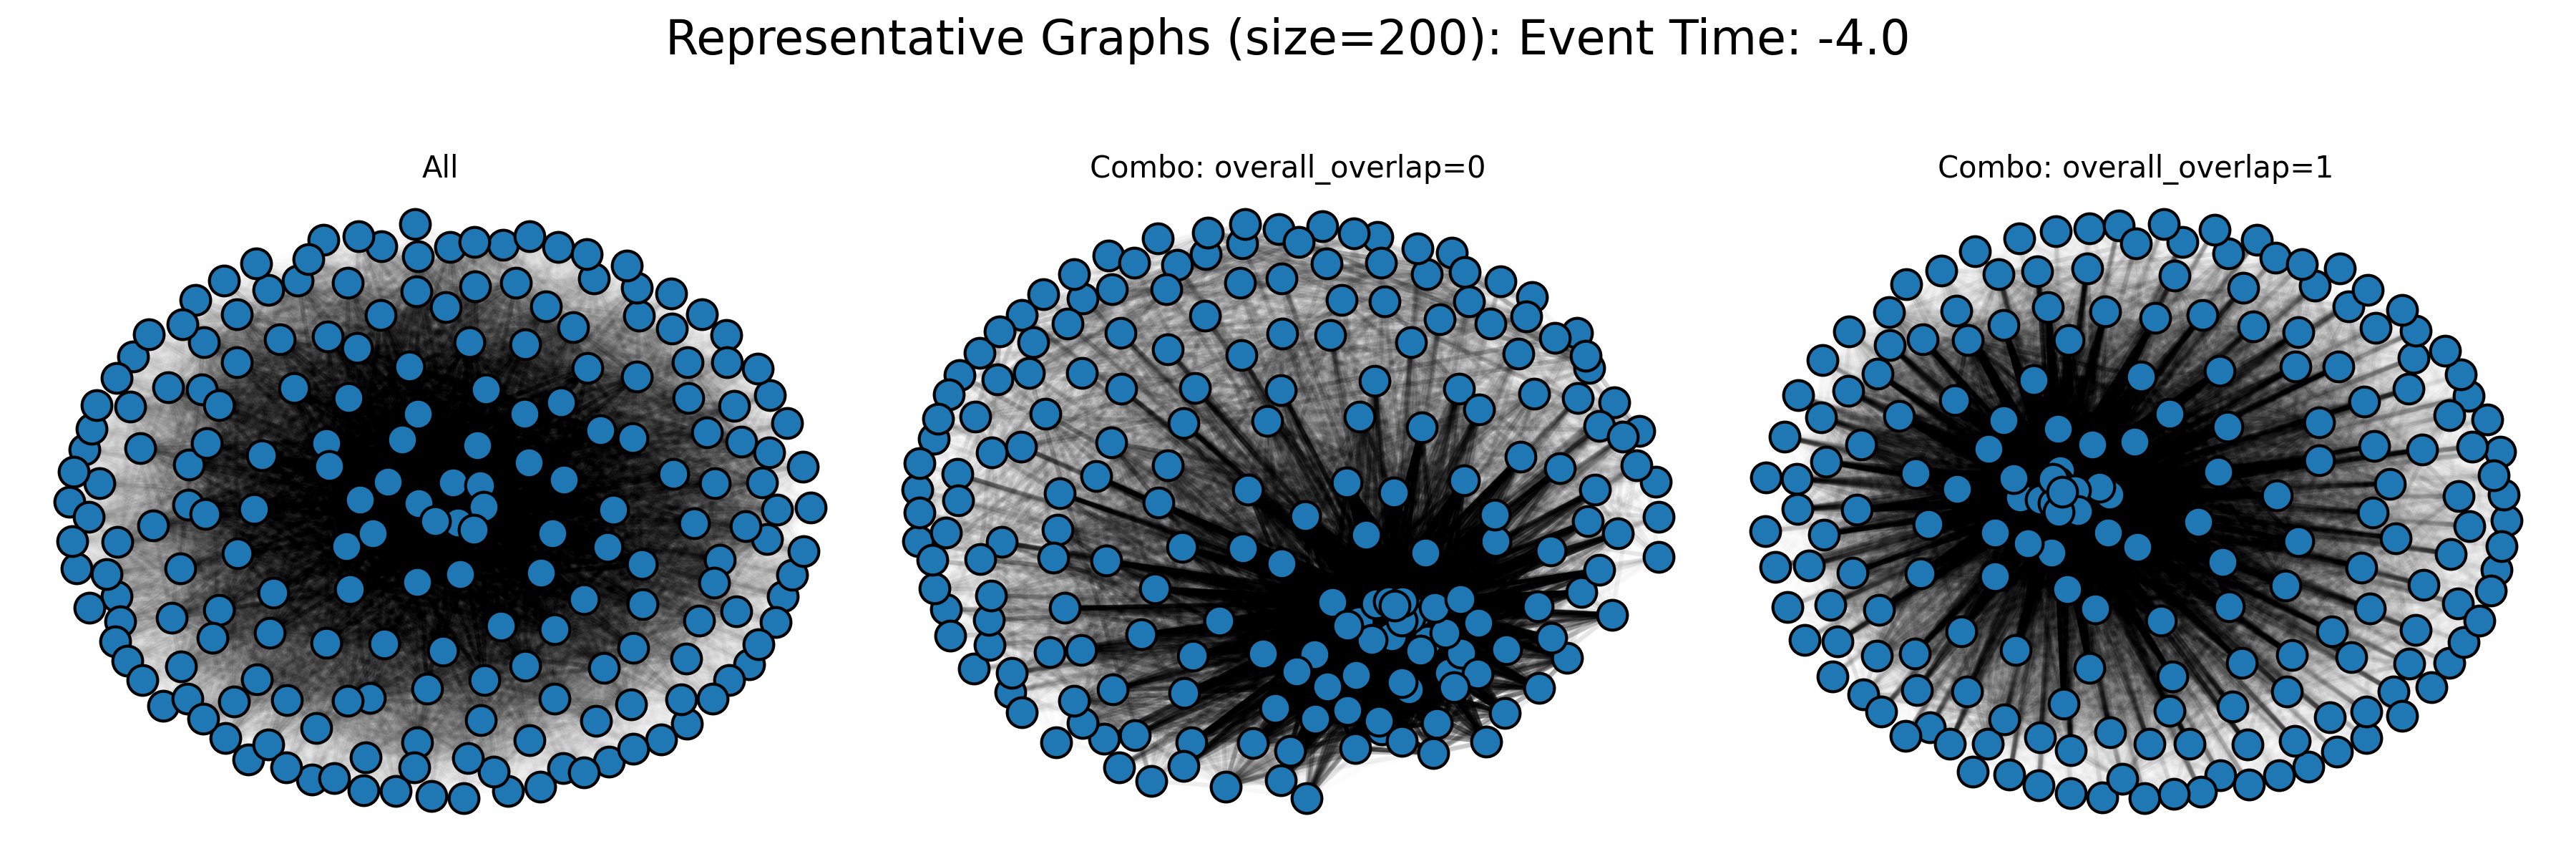 Representative Graphs (size=200): Event Time: -4.0
All
Combo: overall_overlap=0
Combo: overall_overlap=1